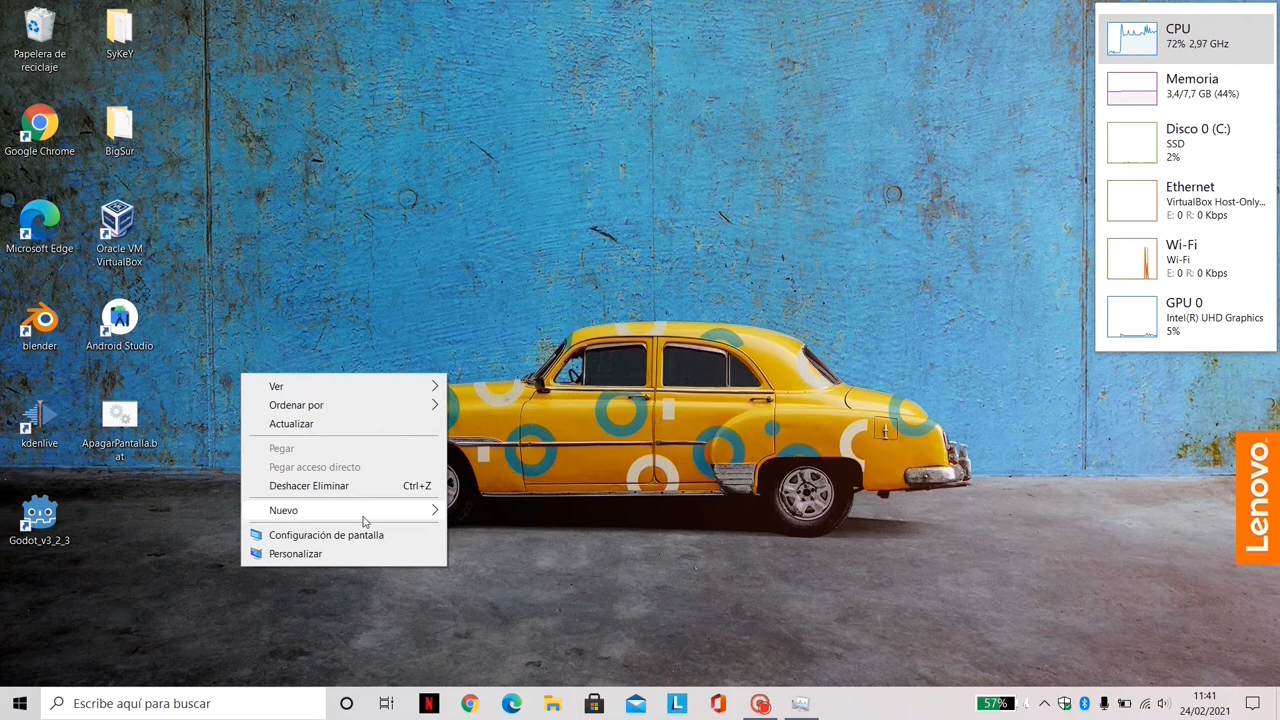 Papelera de
reciclaje
SyKeY
Google Chrome
BigSur
Microsoft Edge
Oracle VM
VirtualBox
blender
Android Studio
kdenlive
ApagarPantalla.b
at
Godot_v3_2_3
Ver
Ordenar por
Actualizar
Pegar
Pegar acceso directo
Deshacer Eliminar Ctrl+Z
Nuevo
Configuración de pantalla
Personalizar
CPU
72% 2,97 GHz
Memoria
3,4/7,7 GB (44%)
Disco 0 (C:)
SSD
2%
Ethernet
VirtualBox Host-Only...
E: 0 R: 0 Kbps
Wi-Fi
Wi-Fi
E: 0 R: 0 Kbps
GPU 0
Intel(R) UHD Graphics
5%
Lenovo
Escribe aquí para buscar
N
L
57%
11:41
24/02/2021